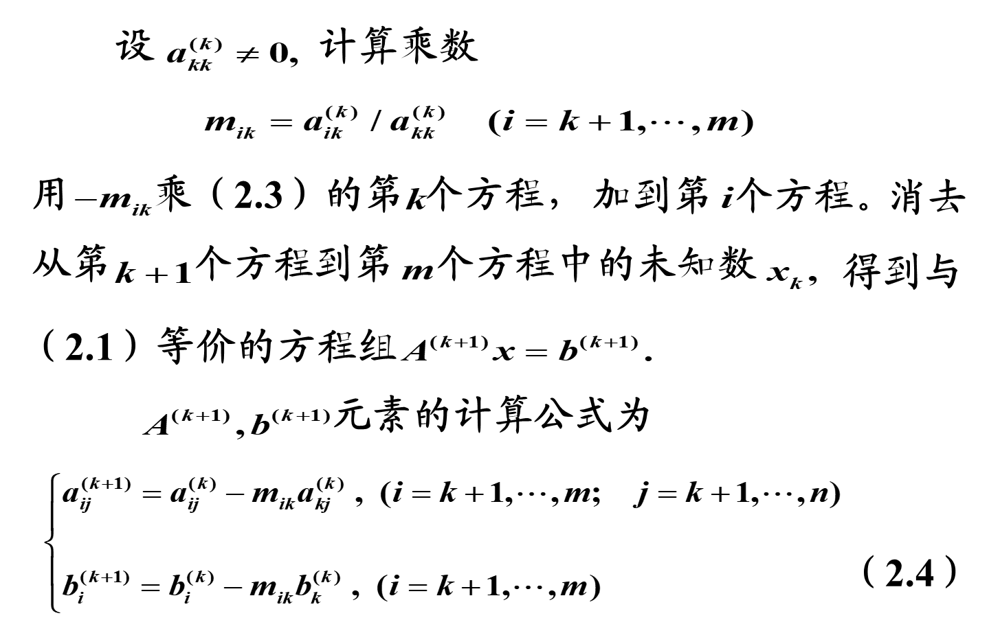 设 $a_{kk}^{(k)} \neq 0,$ 计算乘数
$m_{ik} = a_{ik}^{(k)} / a_{kk}^{(k)} \quad (i = k+1, \cdots, m)$
用 $-m_{ik}$ 乘（2.3）的第 $k$ 个方程，加到第 $i$ 个方程。消去
从第 $k+1$ 个方程到第 $m$ 个方程中的未知数 $x_k$, 得到与
（2.1）等价的方程组 $A^{(k+1)} x = b^{(k+1)}.$
$A^{(k+1)}, b^{(k+1)}$ 元素的计算公式为
$a_{ij}^{(k+1)} = a_{ij}^{(k)} - m_{ik} a_{kj}^{(k)}, \ (i = k+1, \cdots, m; \quad j = k+1, \cdots, n)$
$b_i^{(k+1)} = b_i^{(k)} - m_{ik} b_k^{(k)}, \ (i = k+1, \cdots, m)$ （2.4）